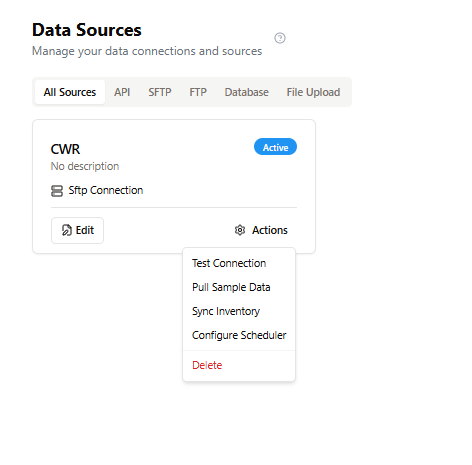 Data Sources
Manage your data connections and sources
All Sources API SFTP FTP Database File Upload
CWR
Active
No description
Sftp Connection
Edit
Actions
Test Connection
Pull Sample Data
Sync Inventory
Configure Scheduler
Delete